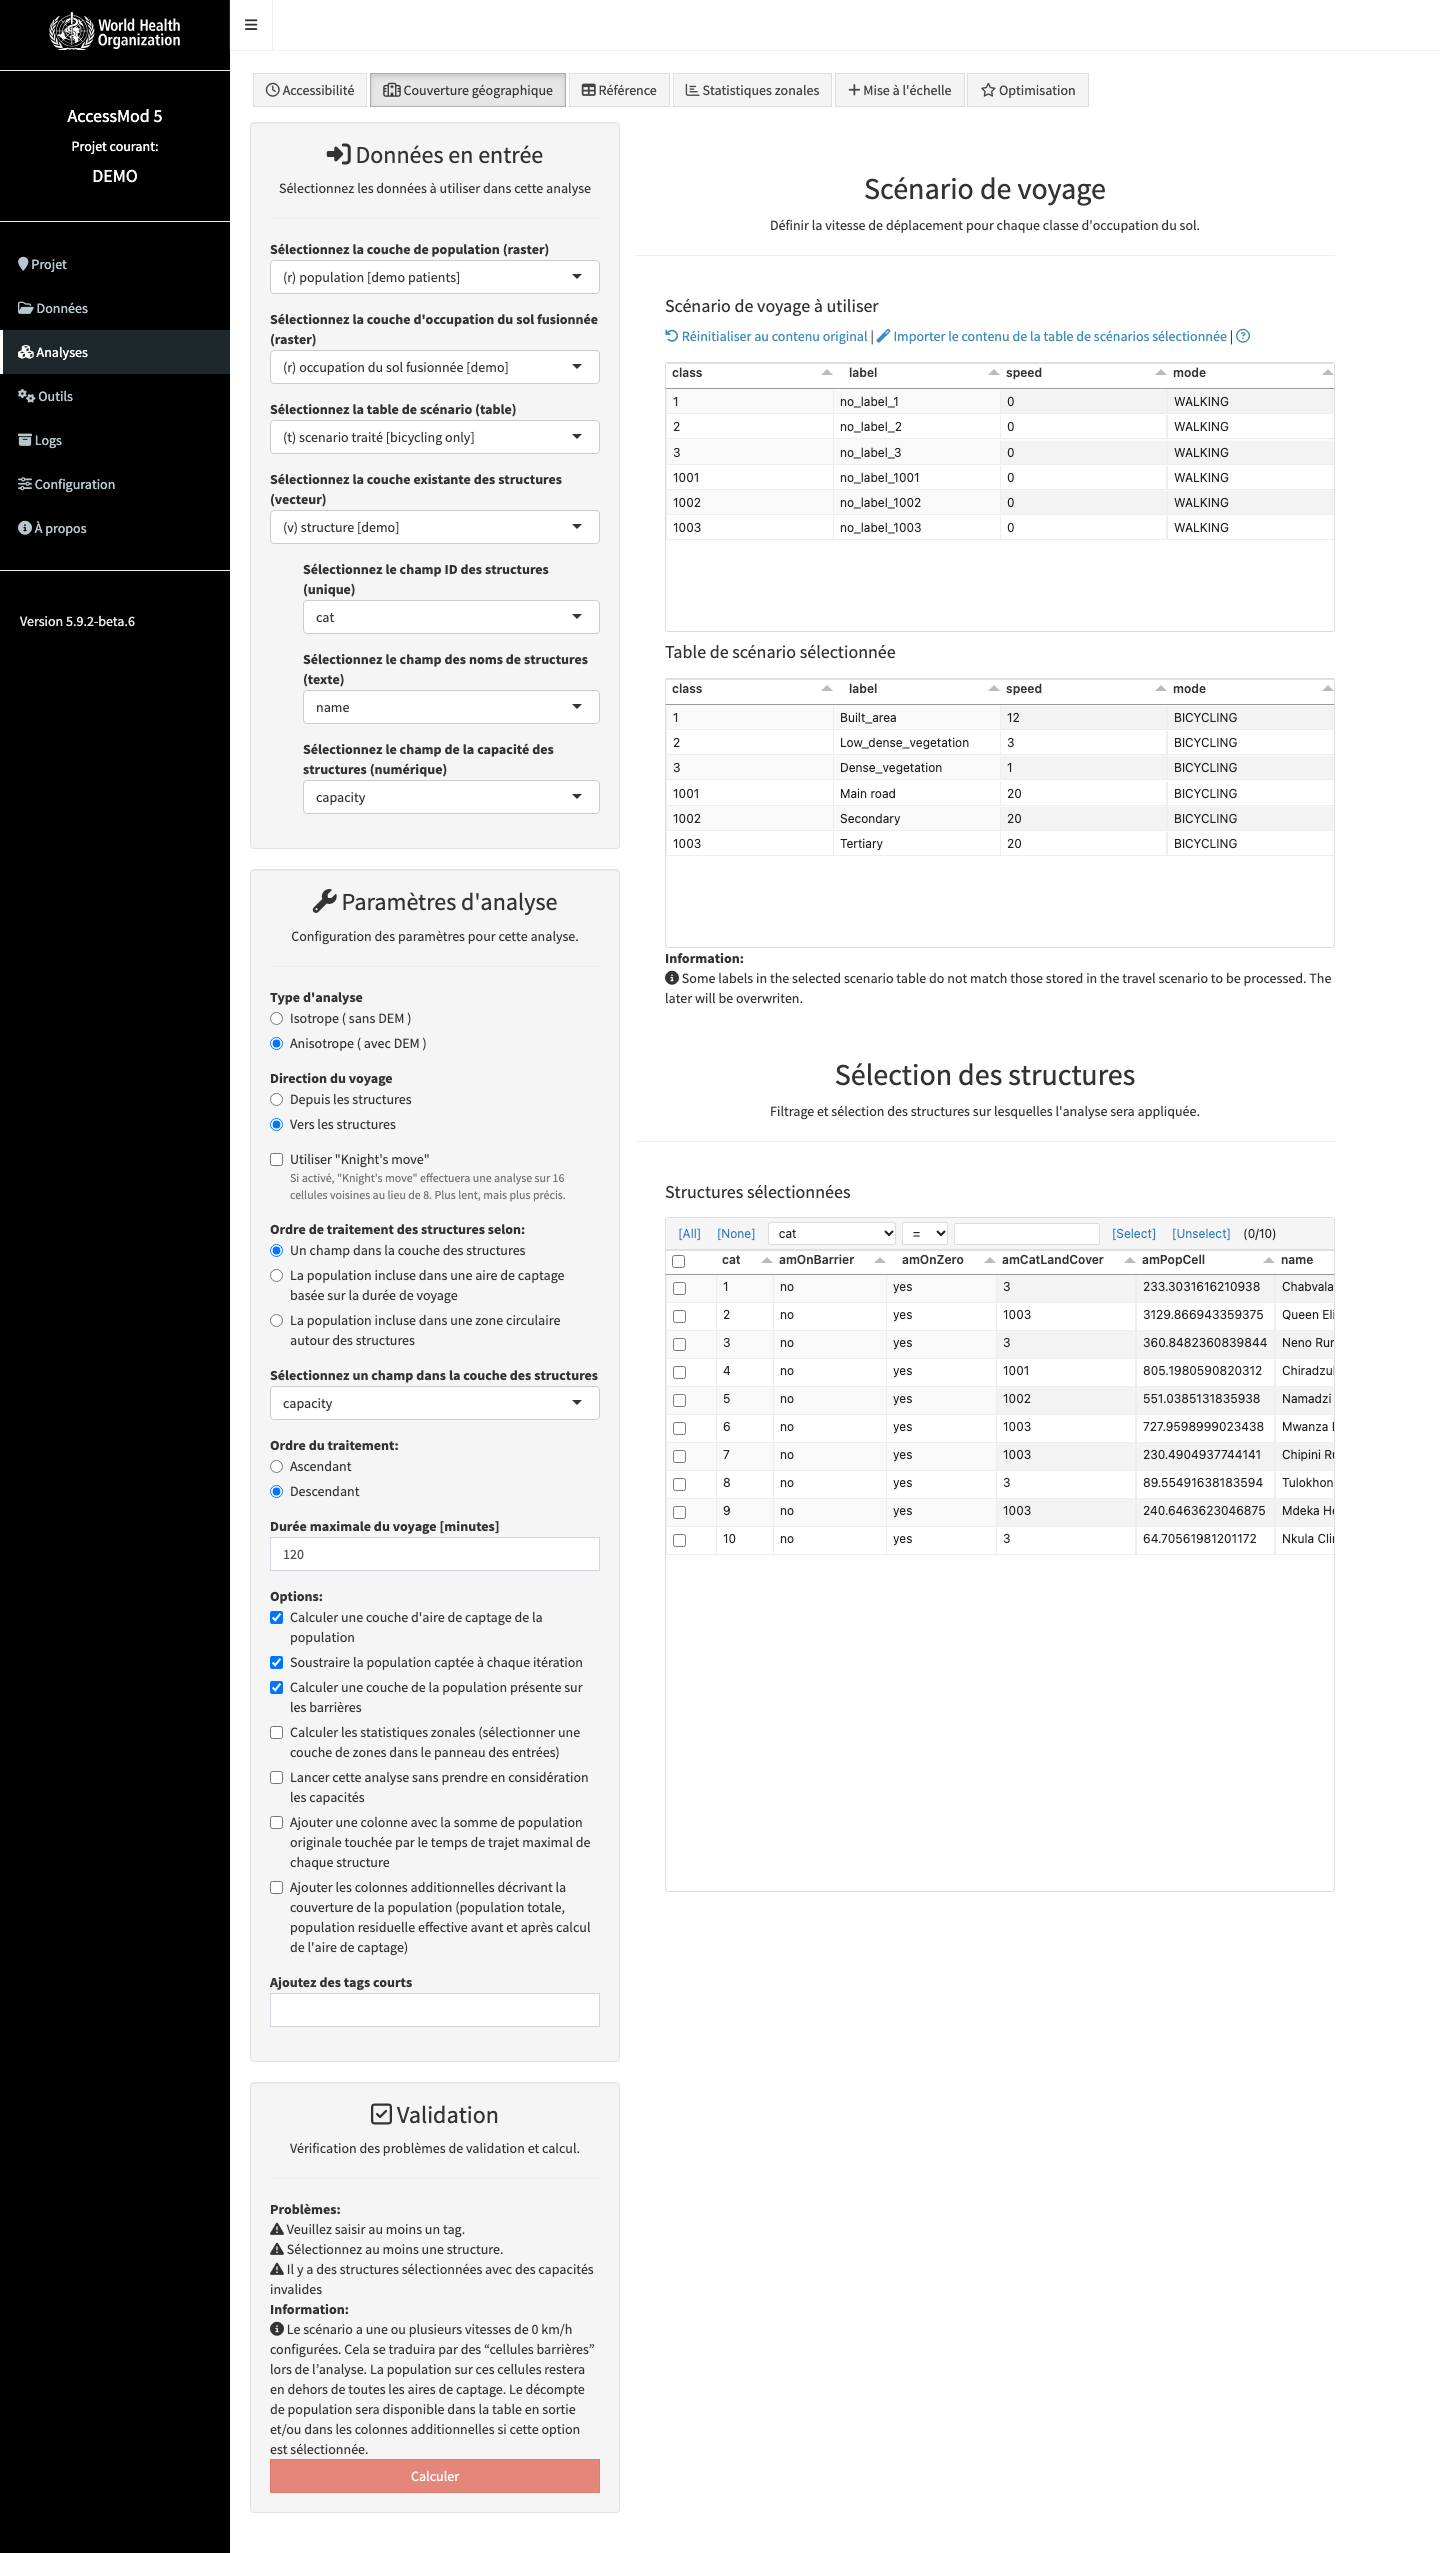 World Health
Organization
AccessMod 5
Projet courant:
DEMO
Projet
Données
Analyses
Outils
Logs
Configuration
À propos
Version 5.9.2-beta.6
Accessibilité
Couverture géographique
Référence
Statistiques zonales
Mise à l'échelle
Optimisation
Données en entrée
Sélectionnez les données à utiliser dans cette analyse
Sélectionnez la couche de population (raster)
(r) population [demo patients]
Sélectionnez la couche d'occupation du sol fusionnée
(raster)
(r) occupation du sol fusionnée [demo]
Sélectionnez la table de scénario (table)
(t) scenario traité [bicycling only]
Sélectionnez la couche existante des structures
(vecteur)
(v) structure [demo]
Sélectionnez le champ ID des structures
(unique)
cat
Sélectionnez le champ des noms de structures
(texte)
name
Sélectionnez le champ de la capacité des
structures (numérique)
capacity
Paramètres d'analyse
Configuration des paramètres pour cette analyse.
Type d'analyse
Isotrope ( sans DEM )
Anisotrope ( avec DEM )
Direction du voyage
Depuis les structures
Vers les structures
Utiliser "Knight's move"
Si activé, "Knight's move" effectuera une analyse sur 16
cellules voisines au lieu de 8. Plus lent, mais plus précis.
Ordre de traitement des structures selon:
Un champ dans la couche des structures
La population incluse dans une aire de captage
basée sur la durée de voyage
La population incluse dans une zone circulaire
autour des structures
Sélectionnez un champ dans la couche des structures
capacity
Ordre du traitement:
Ascendant
Descendant
Durée maximale du voyage [minutes]
120
Options:
Calculer une couche d'aire de captage de la
population
Soustraire la population captée à chaque itération
Calculer une couche de la population présente sur
les barrières
Calculer les statistiques zonales (sélectionner une
couche de zones dans le panneau des entrées)
Lancer cette analyse sans prendre en considération
les capacités
Ajouter une colonne avec la somme de population
originale touchée par le temps de trajet maximal de
chaque structure
Ajouter les colonnes additionnelles décrivant la
couverture de la population (population totale,
population residuelle effective avant et après calcul
de l'aire de captage)
Ajoutez des tags courts
Validation
Vérification des problèmes de validation et calcul.
Problèmes:
Veuillez saisir au moins un tag.
Sélectionnez au moins une structure.
Il y a des structures sélectionnées avec des capacités
invalides
Information:
Le scénario a une ou plusieurs vitesses de 0 km/h
configurées. Cela se traduira par des “cellules barrières”
lors de l’analyse. La population sur ces cellules restera
en dehors de toutes les aires de captage. Le décompte
de population sera disponible dans la table en sortie
et/ou dans les colonnes additionnelles si cette option
est sélectionnée.
Calculer
Scénario de voyage
Définir la vitesse de déplacement pour chaque classe d'occupation du sol.
Scénario de voyage à utiliser
Réinitialiser au contenu original | Importer le contenu de la table de scénarios sélectionnée |
class label speed mode
1 no_label_1 0 WALKING
2 no_label_2 0 WALKING
3 no_label_3 0 WALKING
1001 no_label_1001 0 WALKING
1002 no_label_1002 0 WALKING
1003 no_label_1003 0 WALKING
Table de scénario sélectionnée
class label speed mode
1 Built_area 12 BICYCLING
2 Low_dense_vegetation 3 BICYCLING
3 Dense_vegetation 1 BICYCLING
1001 Main road 20 BICYCLING
1002 Secondary 20 BICYCLING
1003 Tertiary 20 BICYCLING
Information:
Some labels in the selected scenario table do not match those stored in the travel scenario to be processed. The
later will be overwriten.
Sélection des structures
Filtrage et sélection des structures sur lesquelles l'analyse sera appliquée.
Structures sélectionnées
[All] [None] cat = [Select] [Unselect] (0/10)
cat amOnBarrier amOnZero amCatLandCover amPopCell name
1 no yes 3 233.3031616210938 Chabvala
2 no yes 1003 3129.866943359375 Queen Eli
3 no yes 3 360.8482360839844 Neno Rur
4 no yes 1001 805.1980590820312 Chiradzul
5 no yes 1002 551.0385131835938 Namadzi
6 no yes 1003 727.9598999023438 Mwanza
7 no yes 1003 230.4904937744141 Chipini Ru
8 no yes 3 89.55491638183594 Tulokhon
9 no yes 1003 240.6463623046875 Mdeka He
10 no yes 3 64.70561981201172 Nkula Clin